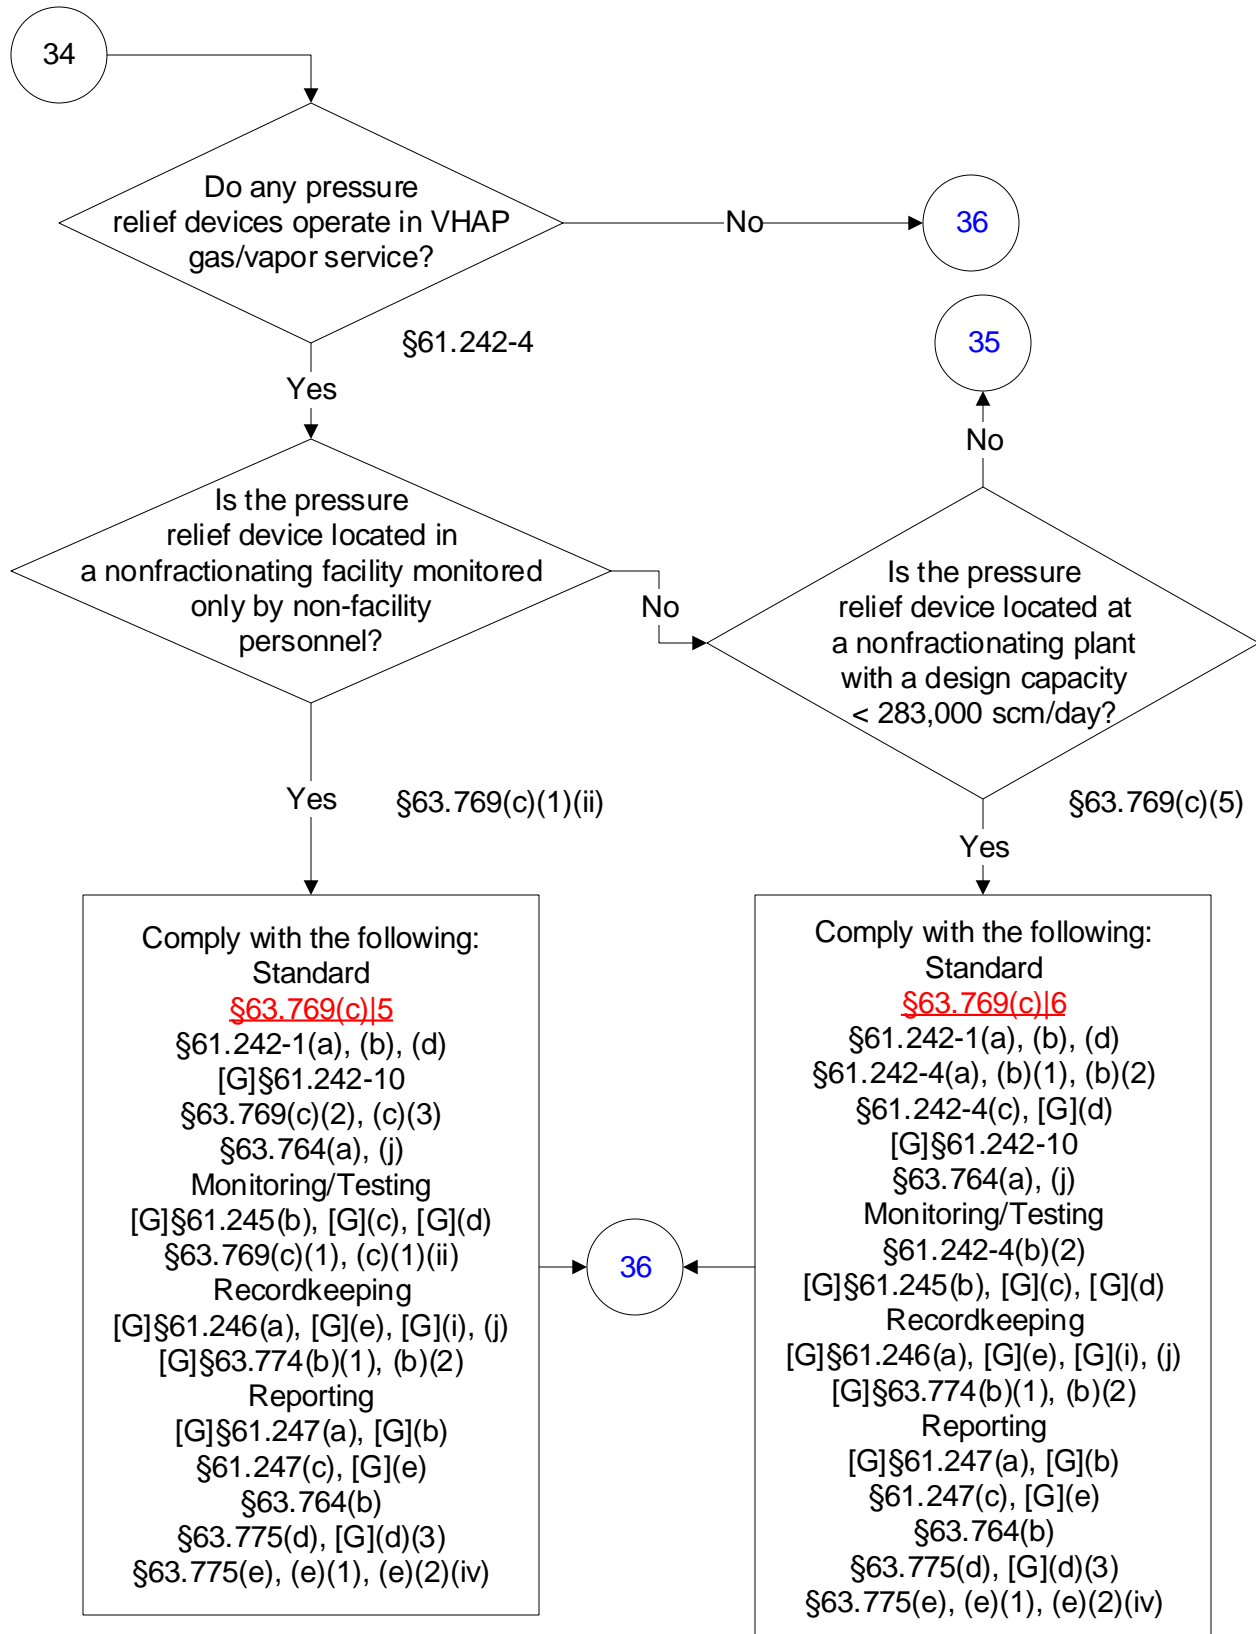 34
Do any pressure
relief devices operate in VHAP
gas/vapor service?
No
36
§61.242-4
35
Yes
No
Is the pressure
relief device located in
a nonfractionating facility monitored
only by non-facility
personnel?
No
Is the pressure
relief device located at
a nonfractionating plant
with a design capacity
< 283,000 scm/day?
Yes
§63.769(c)(1)(ii)
§63.769(c)(5)
Yes
Comply with the following:
Standard
§63.769(c)|5
§61.242-1(a), (b), (d)
[G]§61.242-10
§63.769(c)(2), (c)(3)
§63.764(a), (j)
Monitoring/Testing
[G]§61.245(b), [G](c), [G](d)
§63.769(c)(1), (c)(1)(ii)
Recordkeeping
[G]§61.246(a), [G](e), [G](i), (j)
[G]§63.774(b)(1), (b)(2)
Reporting
[G]§61.247(a), [G](b)
§61.247(c), [G](e)
§63.764(b)
§63.775(d), [G](d)(3)
§63.775(e), (e)(1), (e)(2)(iv)
36
Comply with the following:
Standard
§63.769(c)|6
§61.242-1(a), (b), (d)
§61.242-4(a), (b)(1), (b)(2)
§61.242-4(c), [G](d)
[G]§61.242-10
§63.764(a), (j)
Monitoring/Testing
§61.242-4(b)(2)
[G]§61.245(b), [G](c), [G](d)
Recordkeeping
[G]§61.246(a), [G](e), [G](i), (j)
[G]§63.774(b)(1), (b)(2)
Reporting
[G]§61.247(a), [G](b)
§61.247(c), [G](e)
§63.764(b)
§63.775(d), [G](d)(3)
§63.775(e), (e)(1), (e)(2)(iv)